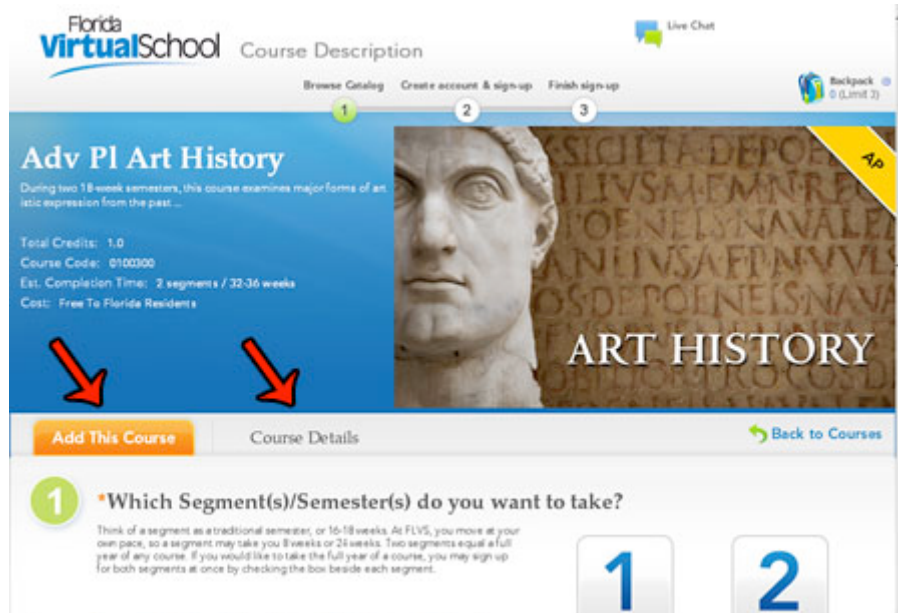 Florida
VirtualSchool Course Description
Live Chat
Browse Catalog Create account & sign-up Finish sign-up
1 2 3
Backpack
0 (Limit 3)
Adv Pl Art History
During two 18-week semesters, this course examines major forms of art
istic expression from the past ...
Total Credits: 1.0
Course Code: 0100300
Est. Completion Time: 2 segments / 32-36 weeks
Cost: Free To Florida Residents
AP
ART HISTORY
Add This Course Course Details Back to Courses
1 *Which Segment(s)/Semester(s) do you want to take?
Think of a segment as a traditional semester, or 16-18 weeks. At FLVS, you move at your
own pace, so a segment may take you 8 weeks or 24 weeks. Two segments equal a full
year of any course. If you would like to take the full year of a course, you may sign up
for both segments at once by checking the box beside each segment.
1 2